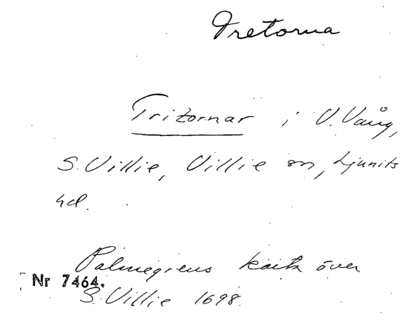 Tretorna
Tritornar i V. Vång,
S. Villie, Villie sn, Ljunits
hd.
Palmegrens karta över
Nr 7464.
S. Villie 1698.